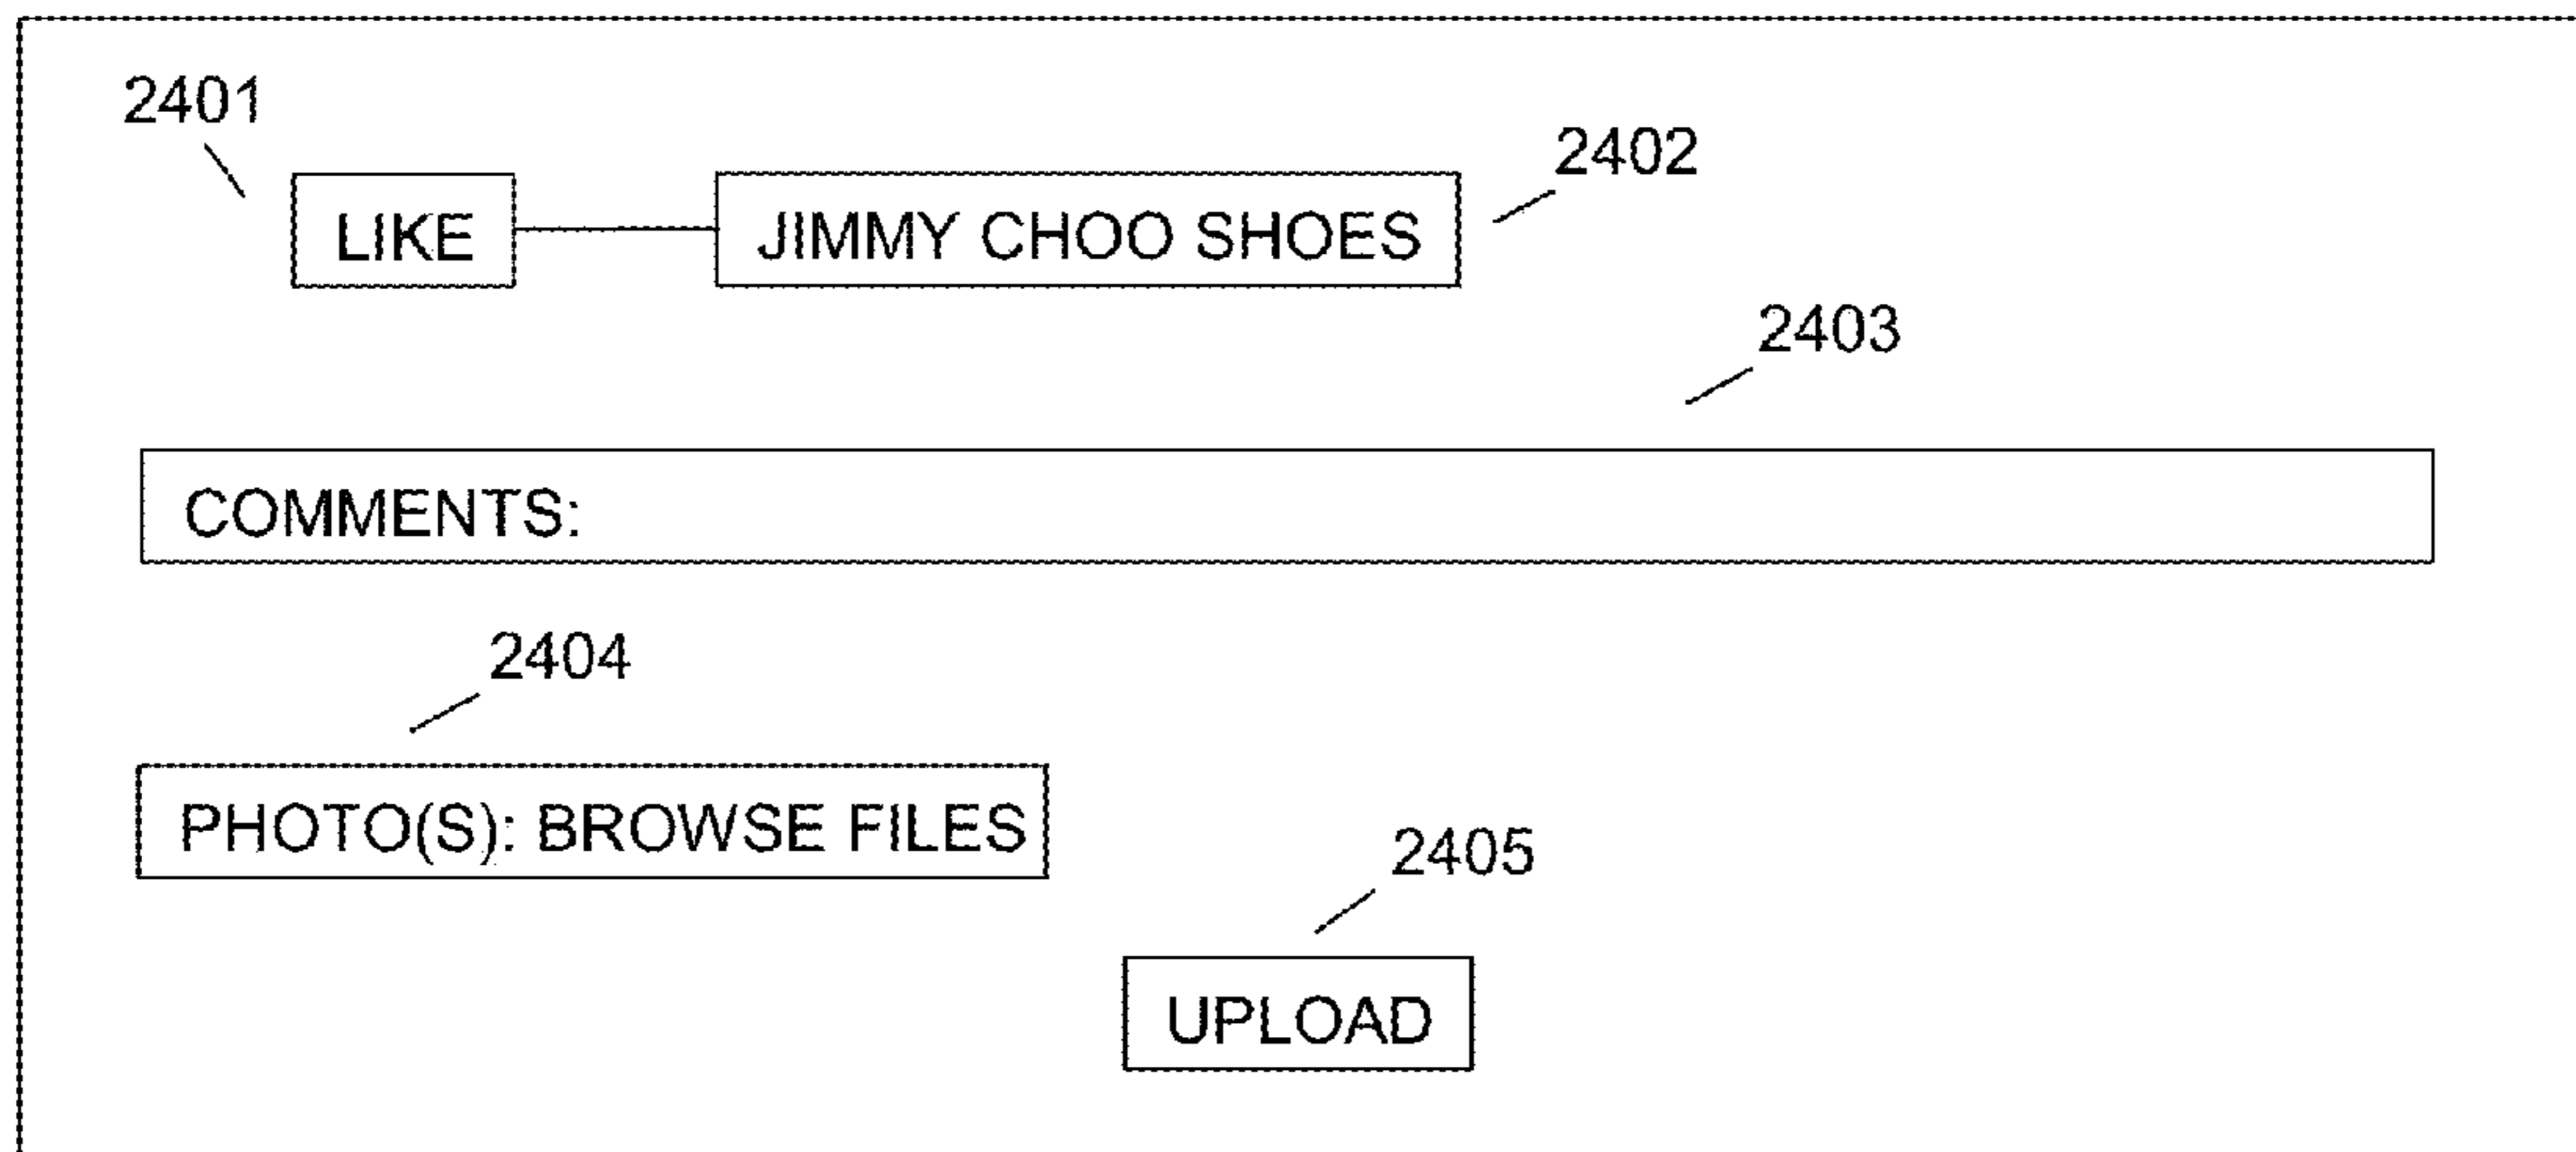 2401
2402
LIKE JIMMY CHOO SHOES
2403
COMMENTS:
2404
PHOTO(S): BROWSE FILES
2405
UPLOAD